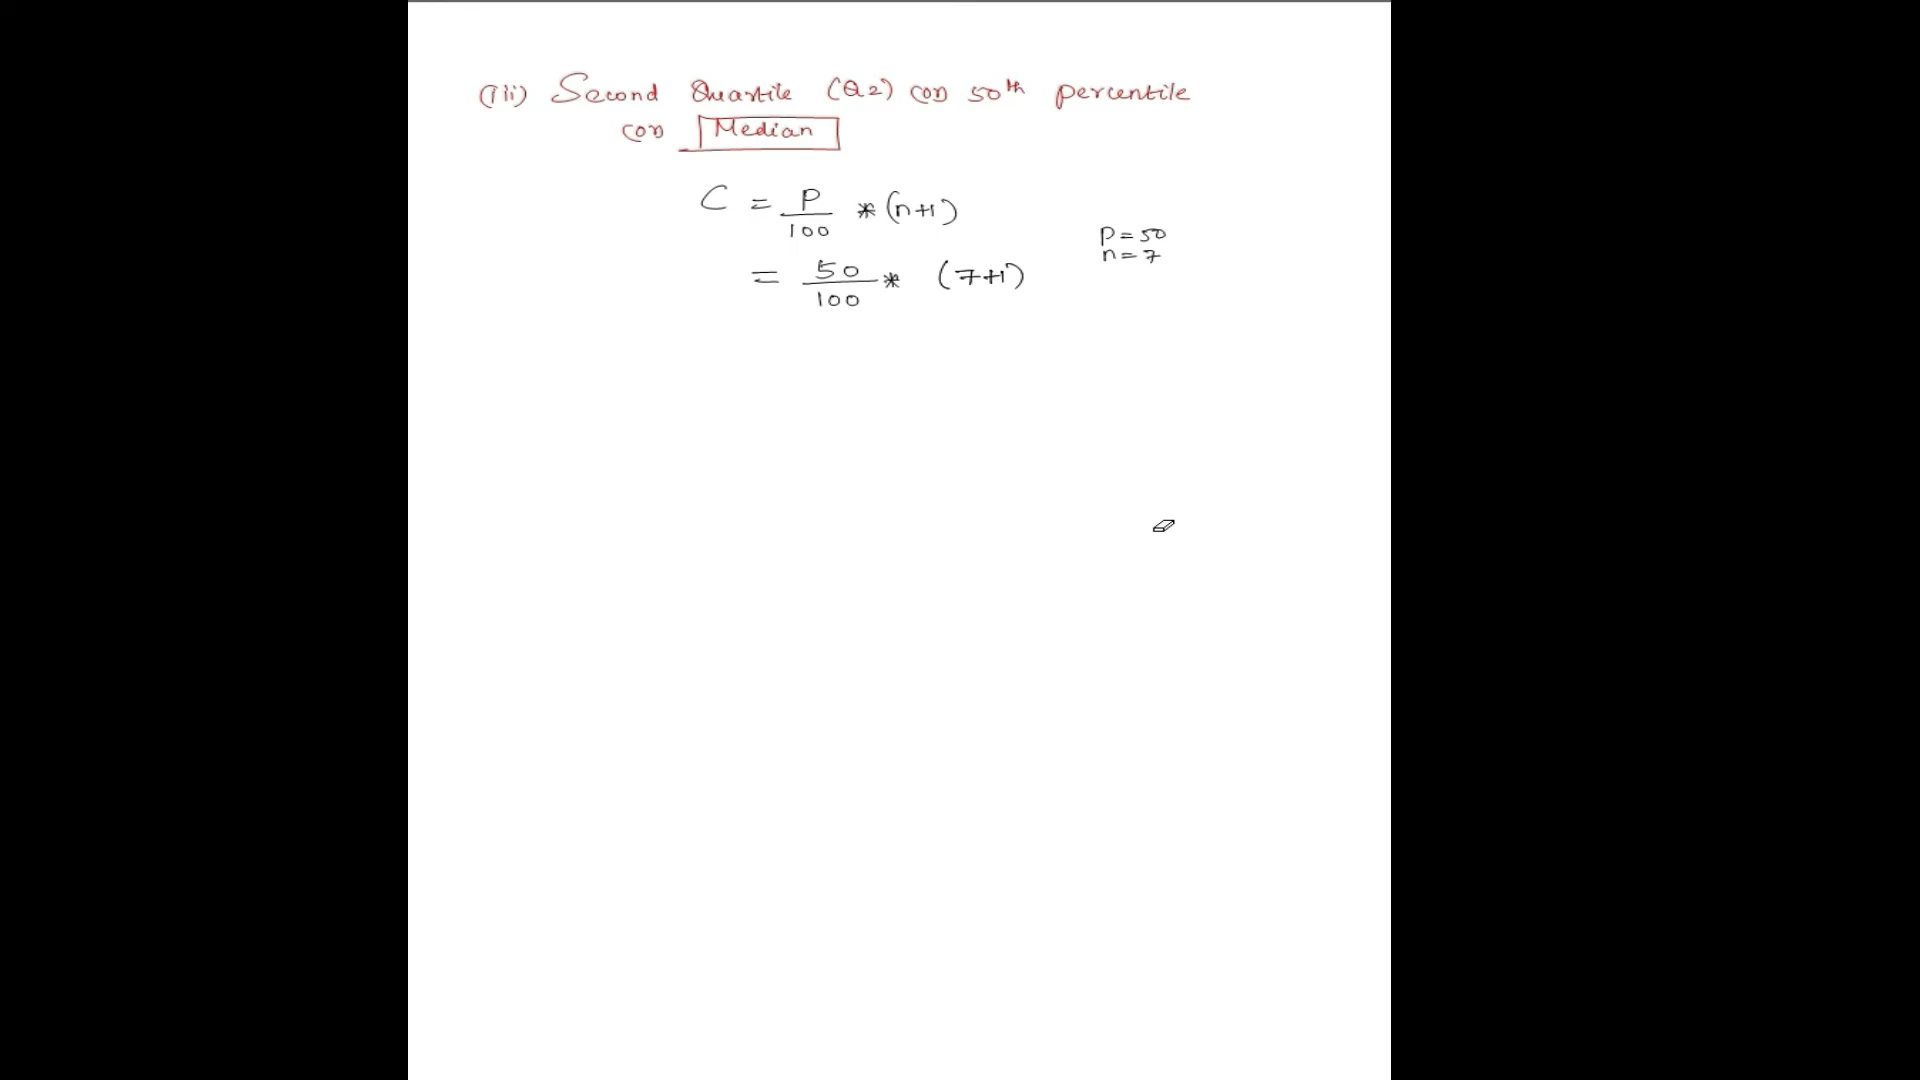 (iii) Second Quartile (Q2) (or) 50th percentile
(or) Median
C = P/100 * (n+1)
P = 50
n = 7
= 50/100 * (7+1)